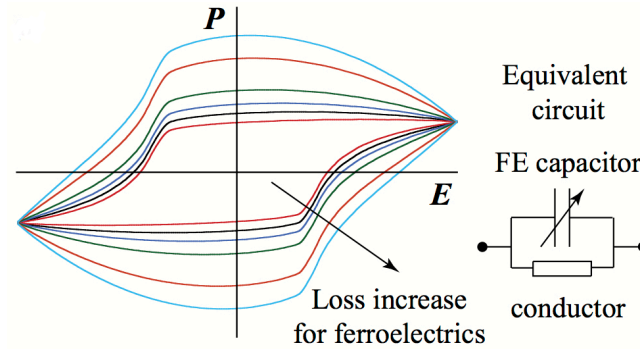 P
Equivalent
circuit
FE capacitor
E
Loss increase
for ferroelectrics
conductor